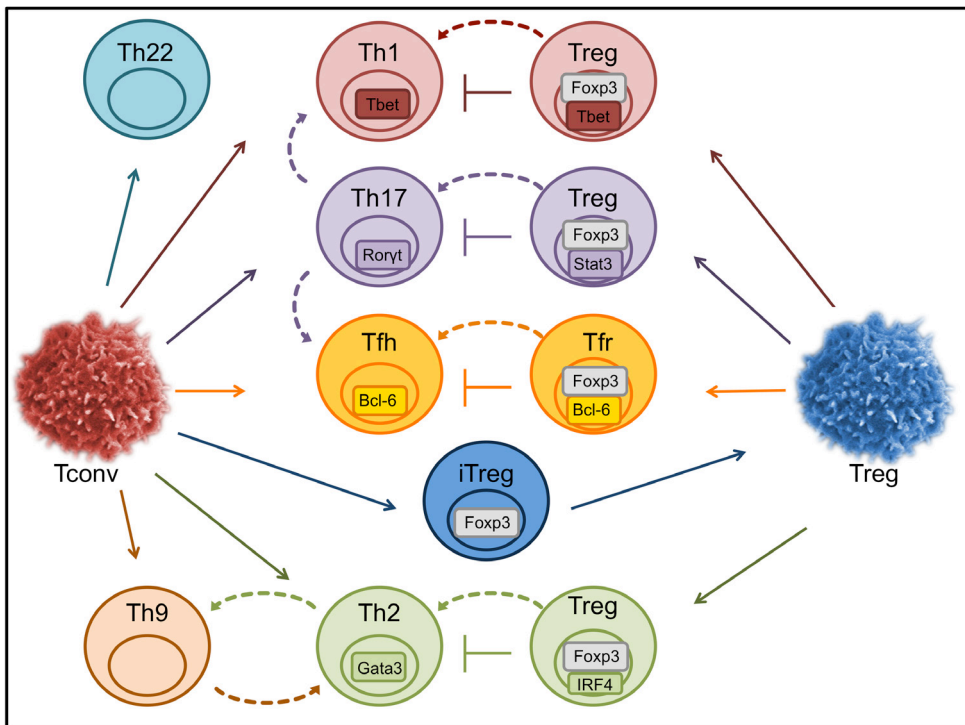 Th22
Th1
Treg
Tbet
Foxp3
Tbet
Th17
Treg
Rorγt
Foxp3
Stat3
Tfh
Tfr
Bcl-6
Foxp3
Bcl-6
Tconv
iTreg
Treg
Foxp3
Th9
Th2
Treg
Gata3
Foxp3
IRF4